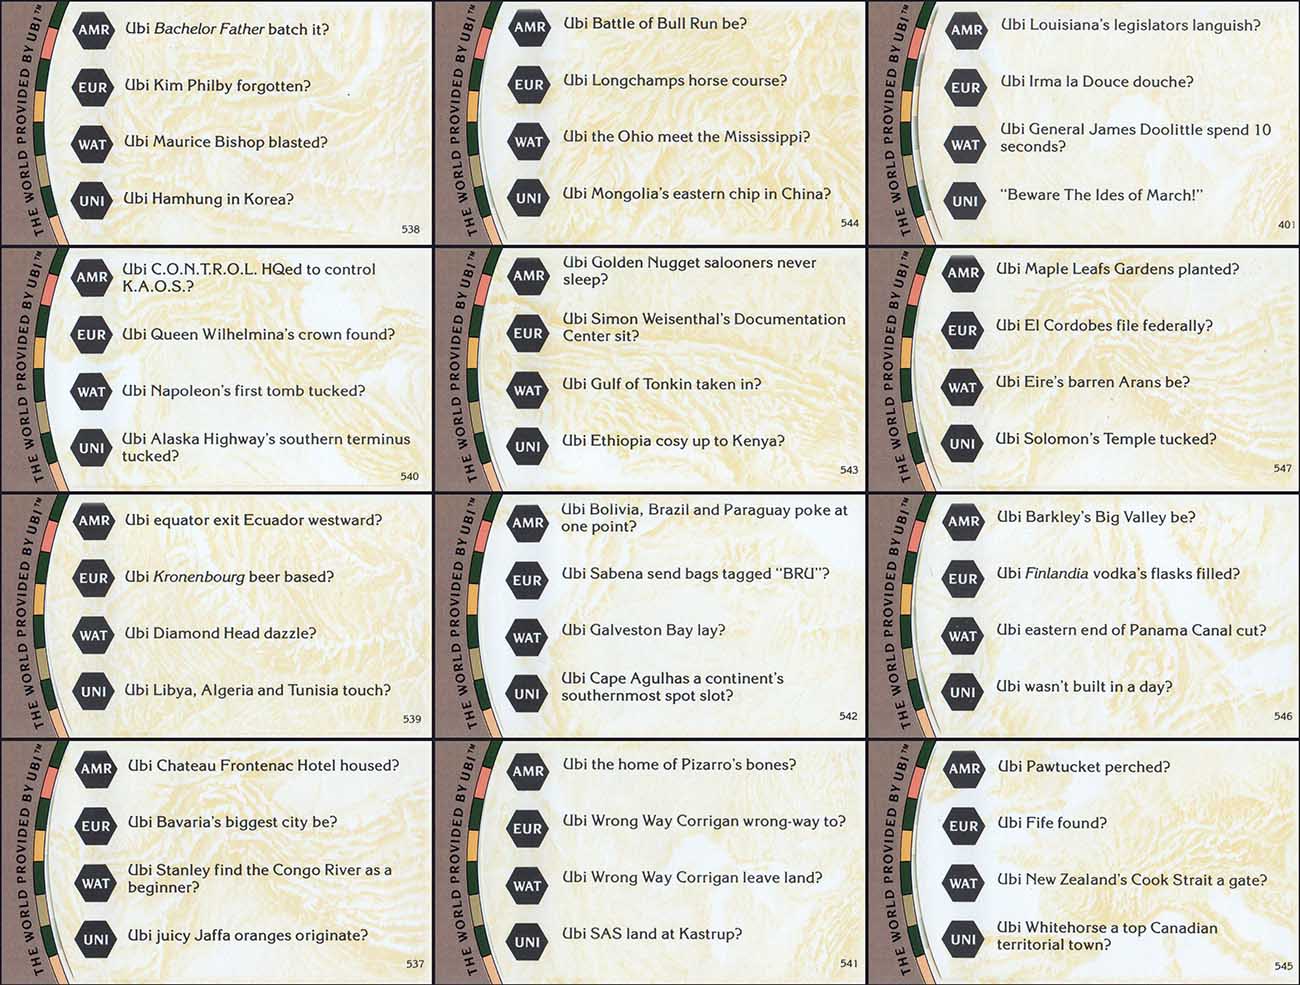 THE WORLD PROVIDED BY UBI™
AMR
Ubi Bachelor Father batch it?
EUR
Ubi Kim Philby forgotten?
WAT
Ubi Maurice Bishop blasted?
UNI
Ubi Hamhung in Korea?
538
THE WORLD PROVIDED BY UBI™
AMR
Ubi Battle of Bull Run be?
EUR
Ubi Longchamps horse course?
WAT
Ubi the Ohio meet the Mississippi?
UNI
Ubi Mongolia's eastern chip in China?
544
THE WORLD PROVIDED BY UBI™
AMR
Ubi Louisiana's legislators languish?
EUR
Ubi Irma la Douce douche?
WAT
Ubi General James Doolittle spend 10
seconds?
UNI
"Beware The Ides of March!"
401
THE WORLD PROVIDED BY UBI™
AMR
Ubi C.O.N.T.R.O.L. HQed to control
K.A.O.S.?
EUR
Ubi Queen Wilhelmina's crown found?
WAT
Ubi Napoleon's first tomb tucked?
UNI
Ubi Alaska Highway's southern terminus
tucked?
540
THE WORLD PROVIDED BY UBI™
AMR
Ubi Golden Nugget salooners never
sleep?
EUR
Ubi Simon Weisenthal's Documentation
Center sit?
WAT
Ubi Gulf of Tonkin taken in?
UNI
Ubi Ethiopia cosy up to Kenya?
543
THE WORLD PROVIDED BY UBI™
AMR
Ubi Maple Leafs Gardens planted?
EUR
Ubi El Cordobes file federally?
WAT
Ubi Eire's barren Arans be?
UNI
Ubi Solomon's Temple tucked?
547
THE WORLD PROVIDED BY UBI™
AMR
Ubi equator exit Ecuador westward?
EUR
Ubi Kronenbourg beer based?
WAT
Ubi Diamond Head dazzle?
UNI
Ubi Libya, Algeria and Tunisia touch?
539
THE WORLD PROVIDED BY UBI™
AMR
Ubi Bolivia, Brazil and Paraguay poke at
one point?
EUR
Ubi Sabena send bags tagged "BRU"?
WAT
Ubi Galveston Bay lay?
UNI
Ubi Cape Agulhas a continent's
southernmost spot slot?
542
THE WORLD PROVIDED BY UBI™
AMR
Ubi Barkley's Big Valley be?
EUR
Ubi Finlandia vodka's flasks filled?
WAT
Ubi eastern end of Panama Canal cut?
UNI
Ubi wasn't built in a day?
546
THE WORLD PROVIDED BY UBI™
AMR
Ubi Chateau Frontenac Hotel housed?
EUR
Ubi Bavaria's biggest city be?
WAT
Ubi Stanley find the Congo River as a
beginner?
UNI
Ubi juicy Jaffa oranges originate?
537
THE WORLD PROVIDED BY UBI™
AMR
Ubi the home of Pizarro's bones?
EUR
Ubi Wrong Way Corrigan wrong-way to?
WAT
Ubi Wrong Way Corrigan leave land?
UNI
Ubi SAS land at Kastrup?
541
THE WORLD PROVIDED BY UBI™
AMR
Ubi Pawtucket perched?
EUR
Ubi Fife found?
WAT
Ubi New Zealand's Cook Strait a gate?
UNI
Ubi Whitehorse a top Canadian
territorial town?
545